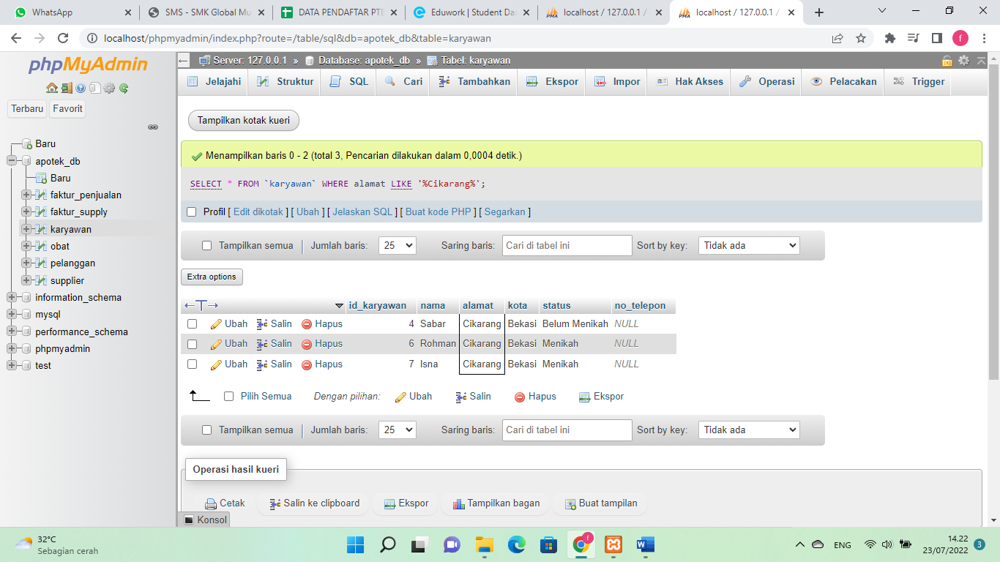 WhatsApp
SMS - SMK Global Mu
DATA PENDAFTAR PTE
Eduwork | Student Das
localhost / 127.0.0.1 /
localhost / 127.0.0.1 /
localhost/phpmyadmin/index.php?route=/table/sql&db=apotek_db&table=karyawan
f
phpMyAdmin
Terbaru Favorit
Baru
apotek_db
Baru
faktur_penjualan
faktur_supply
karyawan
obat
pelanggan
supplier
information_schema
mysql
performance_schema
phpmyadmin
test
Server: 127.0.0.1 » Database: apotek_db » Tabel: karyawan
Jelajahi Struktur SQL Cari Tambahkan Ekspor Impor Hak Akses Operasi Pelacakan Trigger
Tampilkan kotak kueri
Menampilkan baris 0 - 2 (total 3, Pencarian dilakukan dalam 0,0004 detik.)
SELECT * FROM `karyawan` WHERE alamat LIKE '%Cikarang%';
Profil [ Edit dikotak ] [ Ubah ] [ Jelaskan SQL ] [ Buat kode PHP ] [ Segarkan ]
Tampilkan semua Jumlah baris: 25 Saring baris: Cari di tabel ini Sort by key: Tidak ada
Extra options
←T→ id_karyawan nama alamat kota status no_telepon
Ubah Salin Hapus 4 Sabar Cikarang Bekasi Belum Menikah NULL
Ubah Salin Hapus 6 Rohman Cikarang Bekasi Menikah NULL
Ubah Salin Hapus 7 Isna Cikarang Bekasi Menikah NULL
Pilih Semua Dengan pilihan: Ubah Salin Hapus Ekspor
Tampilkan semua Jumlah baris: 25 Saring baris: Cari di tabel ini Sort by key: Tidak ada
Operasi hasil kueri
Cetak Salin ke clipboard Ekspor Tampilkan bagan Buat tampilan
Konsol
32°C
Sebagian cerah
f
ENG
14.22
23/07/2022
3